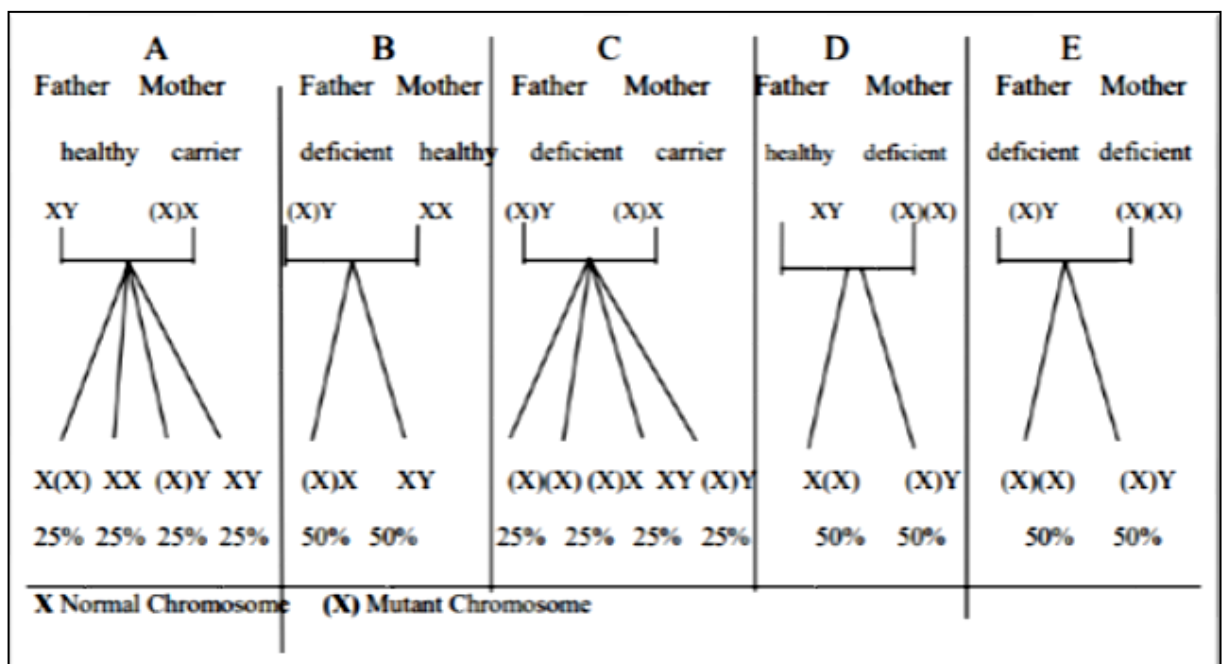 A B C D E
Father Mother Father Mother Father Mother Father Mother Father Mother
healthy carrier deficient healthy deficient carrier healthy deficient deficient deficient
XY (X)X (X)Y XX (X)Y (X)X XY (X)(X) (X)Y (X)(X)
X(X) XX (X)Y XY (X)X XY (X)(X) (X)X XY (X)Y X(X) (X)Y (X)(X) (X)Y
25% 25% 25% 25% 50% 50% 25% 25% 25% 25% 50% 50% 50% 50%
X Normal Chromosome (X) Mutant Chromosome